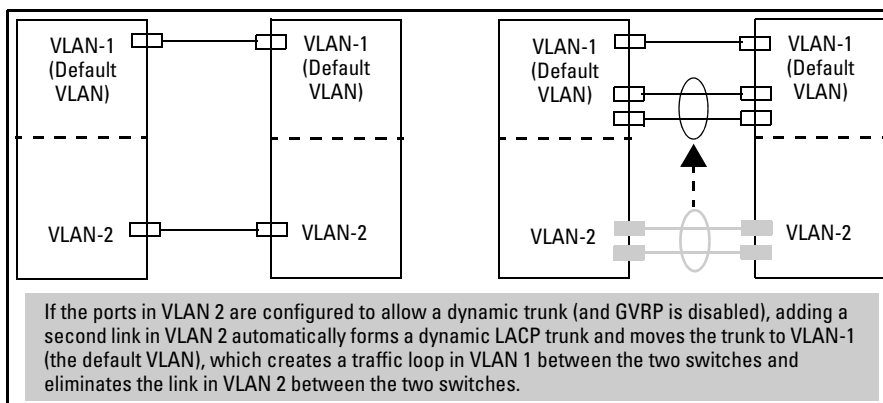 VLAN-1
(Default
VLAN)
VLAN-1
(Default
VLAN)
VLAN-2
VLAN-2
VLAN-1
(Default
VLAN)
VLAN-1
(Default
VLAN)
VLAN-2
VLAN-2
If the ports in VLAN 2 are configured to allow a dynamic trunk (and GVRP is disabled), adding a
second link in VLAN 2 automatically forms a dynamic LACP trunk and moves the trunk to VLAN-1
(the default VLAN), which creates a traffic loop in VLAN 1 between the two switches and
eliminates the link in VLAN 2 between the two switches.